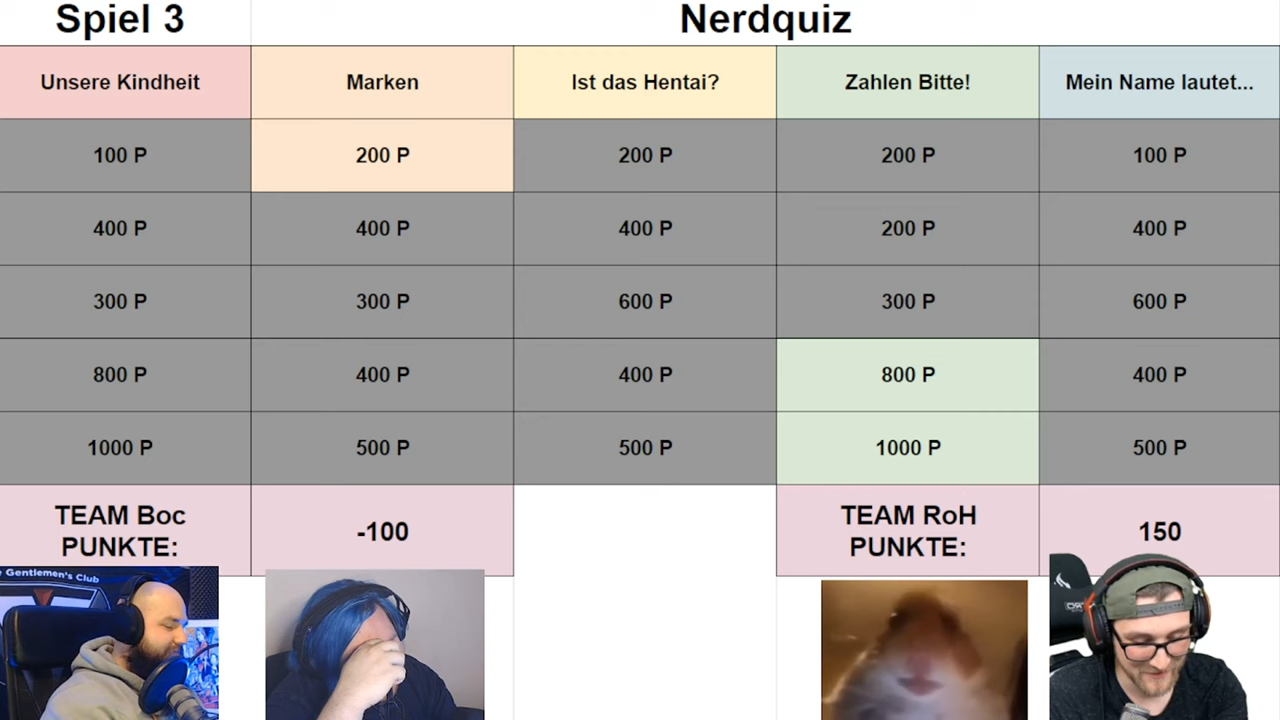 Spiel 3 Nerdquiz
Unsere Kindheit Marken Ist das Hentai? Zahlen Bitte! Mein Name lautet...
100 P 200 P 200 P 200 P 100 P
400 P 400 P 400 P 200 P 400 P
300 P 300 P 600 P 300 P 600 P
800 P 400 P 400 P 800 P 400 P
1000 P 500 P 500 P 1000 P 500 P
TEAM Boc
PUNKTE:
-100
TEAM RoH
PUNKTE:
150
Gentlemen's Club